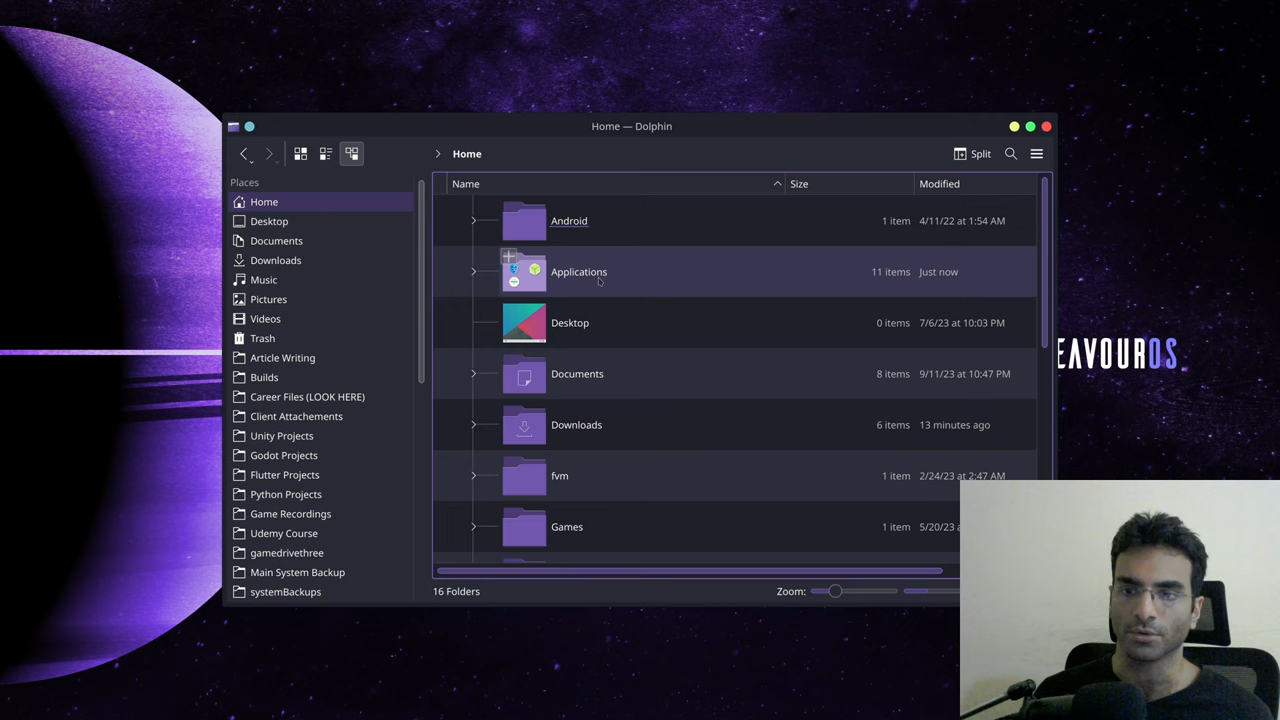 Home — Dolphin
Home
Split
Places
Home
Desktop
Documents
Downloads
Music
Pictures
Videos
Trash
Article Writing
Builds
Career Files (LOOK HERE)
Client Attachements
Unity Projects
Godot Projects
Flutter Projects
Python Projects
Game Recordings
Udemy Course
gamedrivethree
Main System Backup
systemBackups
Name Size Modified
Android 1 item 4/11/22 at 1:54 AM
Applications 11 items Just now
Desktop 0 items 7/6/23 at 10:03 PM
Documents 8 items 9/11/23 at 10:47 PM
Downloads 6 items 13 minutes ago
fvm 1 item 2/24/23 at 2:47 AM
Games 1 item 5/20/23
16 Folders Zoom:
EAVOUROS